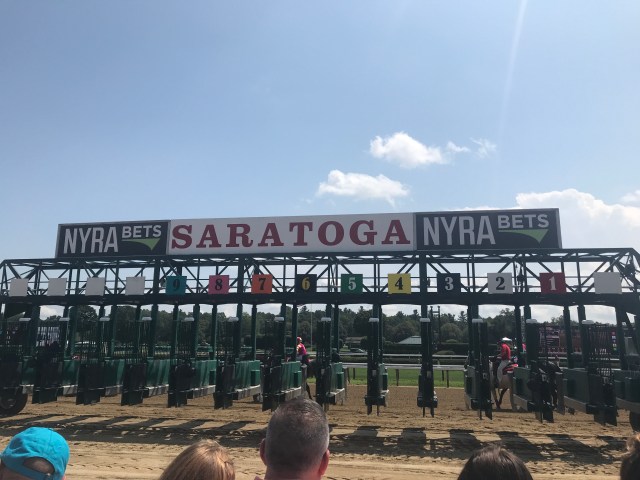 NYRA BETS SARATOGA NYRA BETS
9 8 7 6 5 4 3 2 1